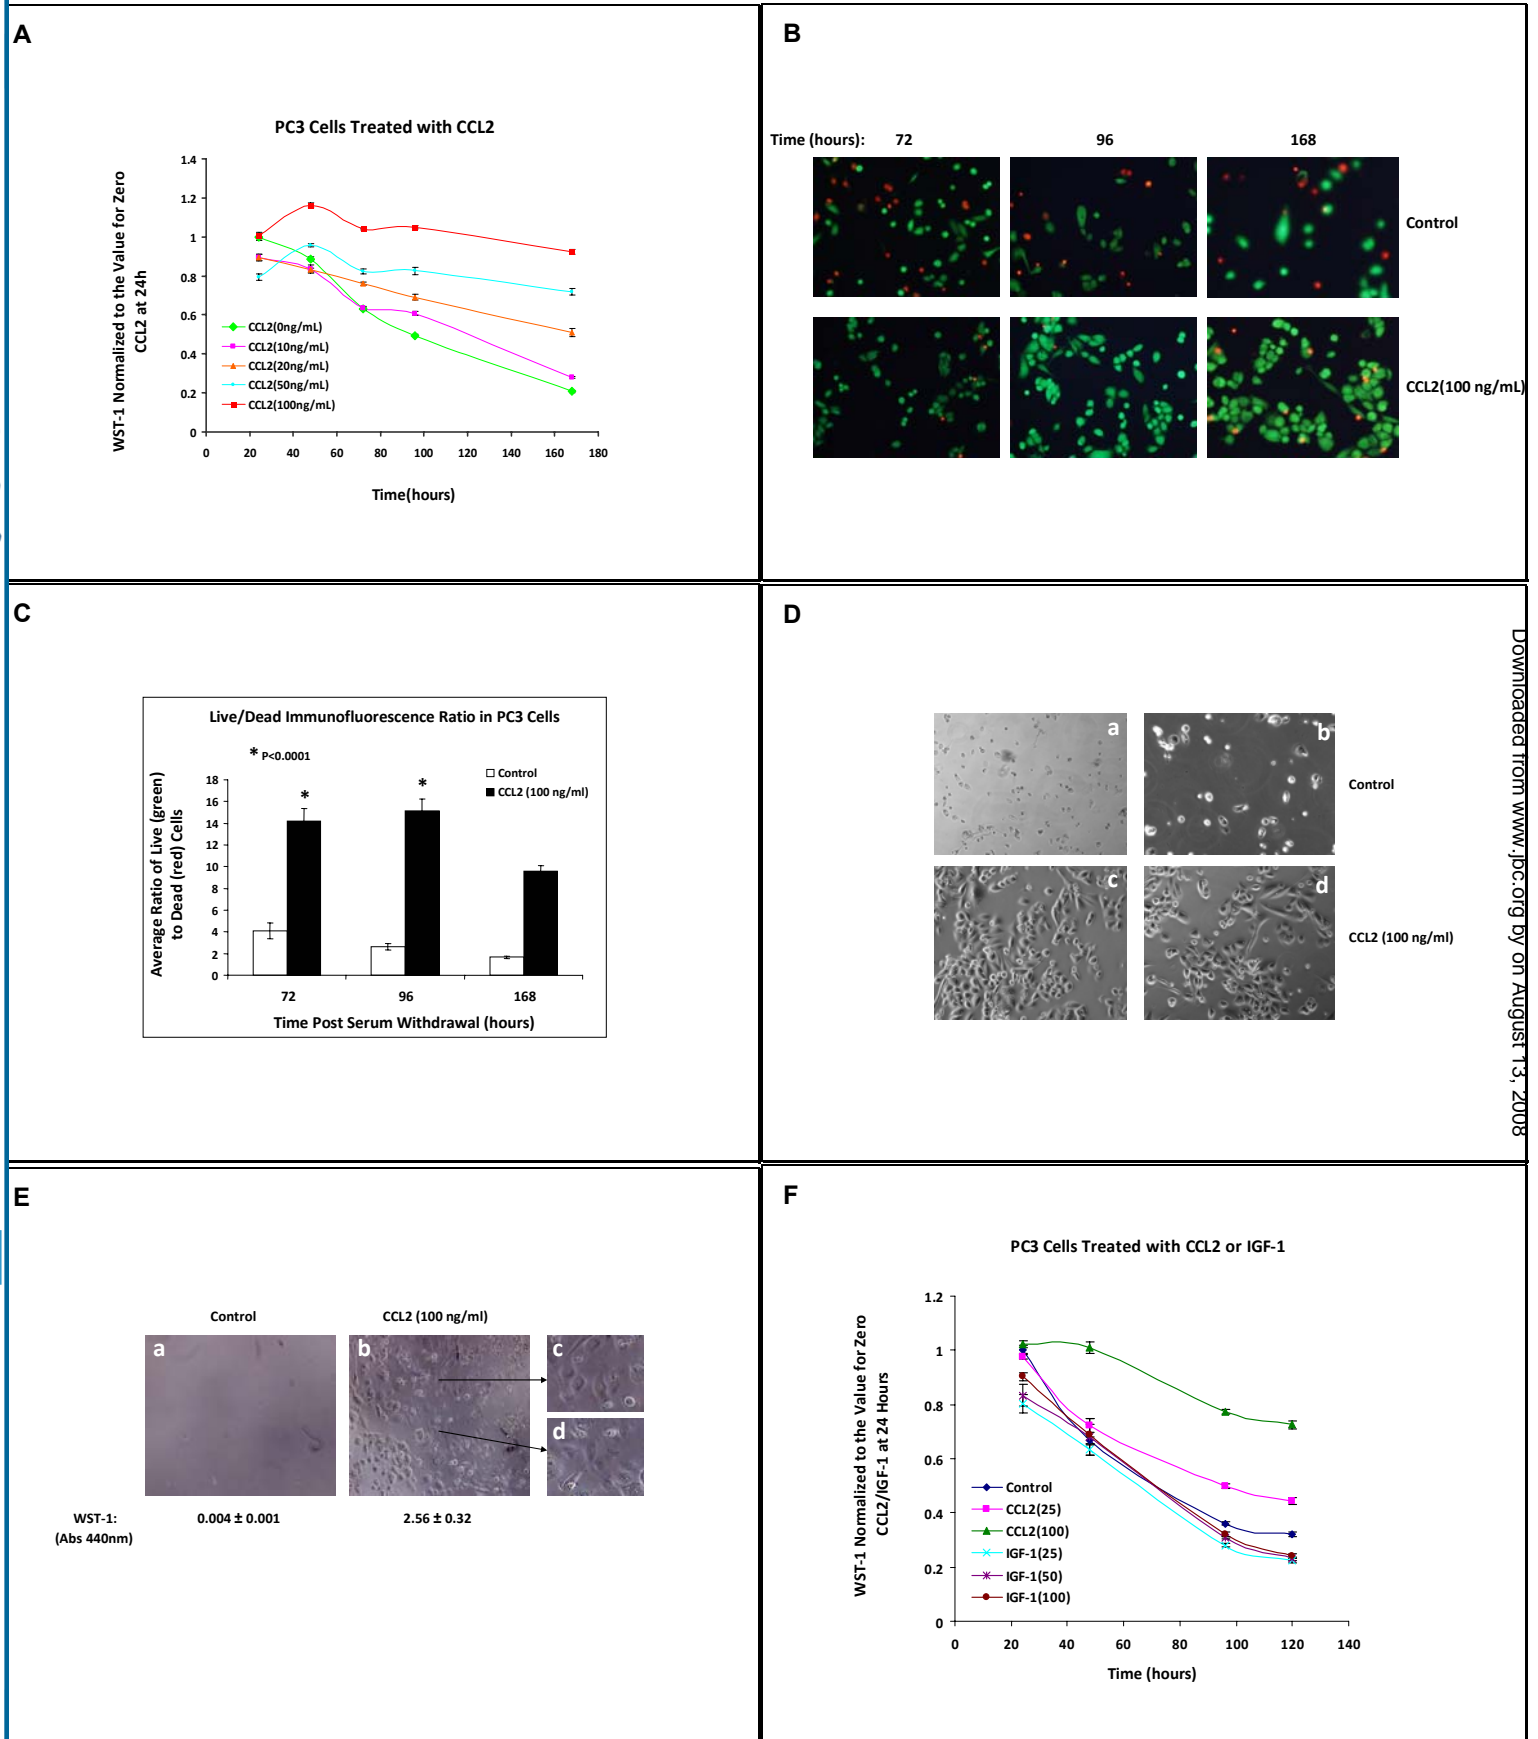 A
PC3 Cells Treated with CCL2
WST-1 Normalized to the Value for Zero
CCL2 at 24h
1.4
1.2
1
0.8
0.6
0.4
0.2
0
CCL2(0ng/mL)
CCL2(10ng/mL)
CCL2(20ng/mL)
CCL2(50ng/mL)
CCL2(100ng/mL)
0 20 40 60 80 100 120 140 160 180
Time(hours)
B
Time (hours): 72 96 168
Control
CCL2(100 ng/mL)
C
Live/Dead Immunofluorescence Ratio in PC3 Cells
* P<0.0001
Control
CCL2 (100 ng/ml)
Average Ratio of Live (green)
to Dead (red) Cells
18
16
14
12
10
8
6
4
2
0
* *
72 96 168
Time Post Serum Withdrawal (hours)
D
a b
Control
c d
CCL2 (100 ng/ml)
Downloaded from www.jbc.org by on August 13, 2008
E
Control CCL2 (100 ng/ml)
a b c
d
WST-1: 0.004 ± 0.001 2.56 ± 0.32
(Abs 440nm)
F
PC3 Cells Treated with CCL2 or IGF-1
WST-1 Normalized to the Value for Zero
CCL2/IGF-1 at 24 Hours
1.2
1
0.8
0.6
0.4
0.2
0
Control
CCL2(25)
CCL2(100)
IGF-1(25)
IGF-1(50)
IGF-1(100)
0 20 40 60 80 100 120 140
Time (hours)